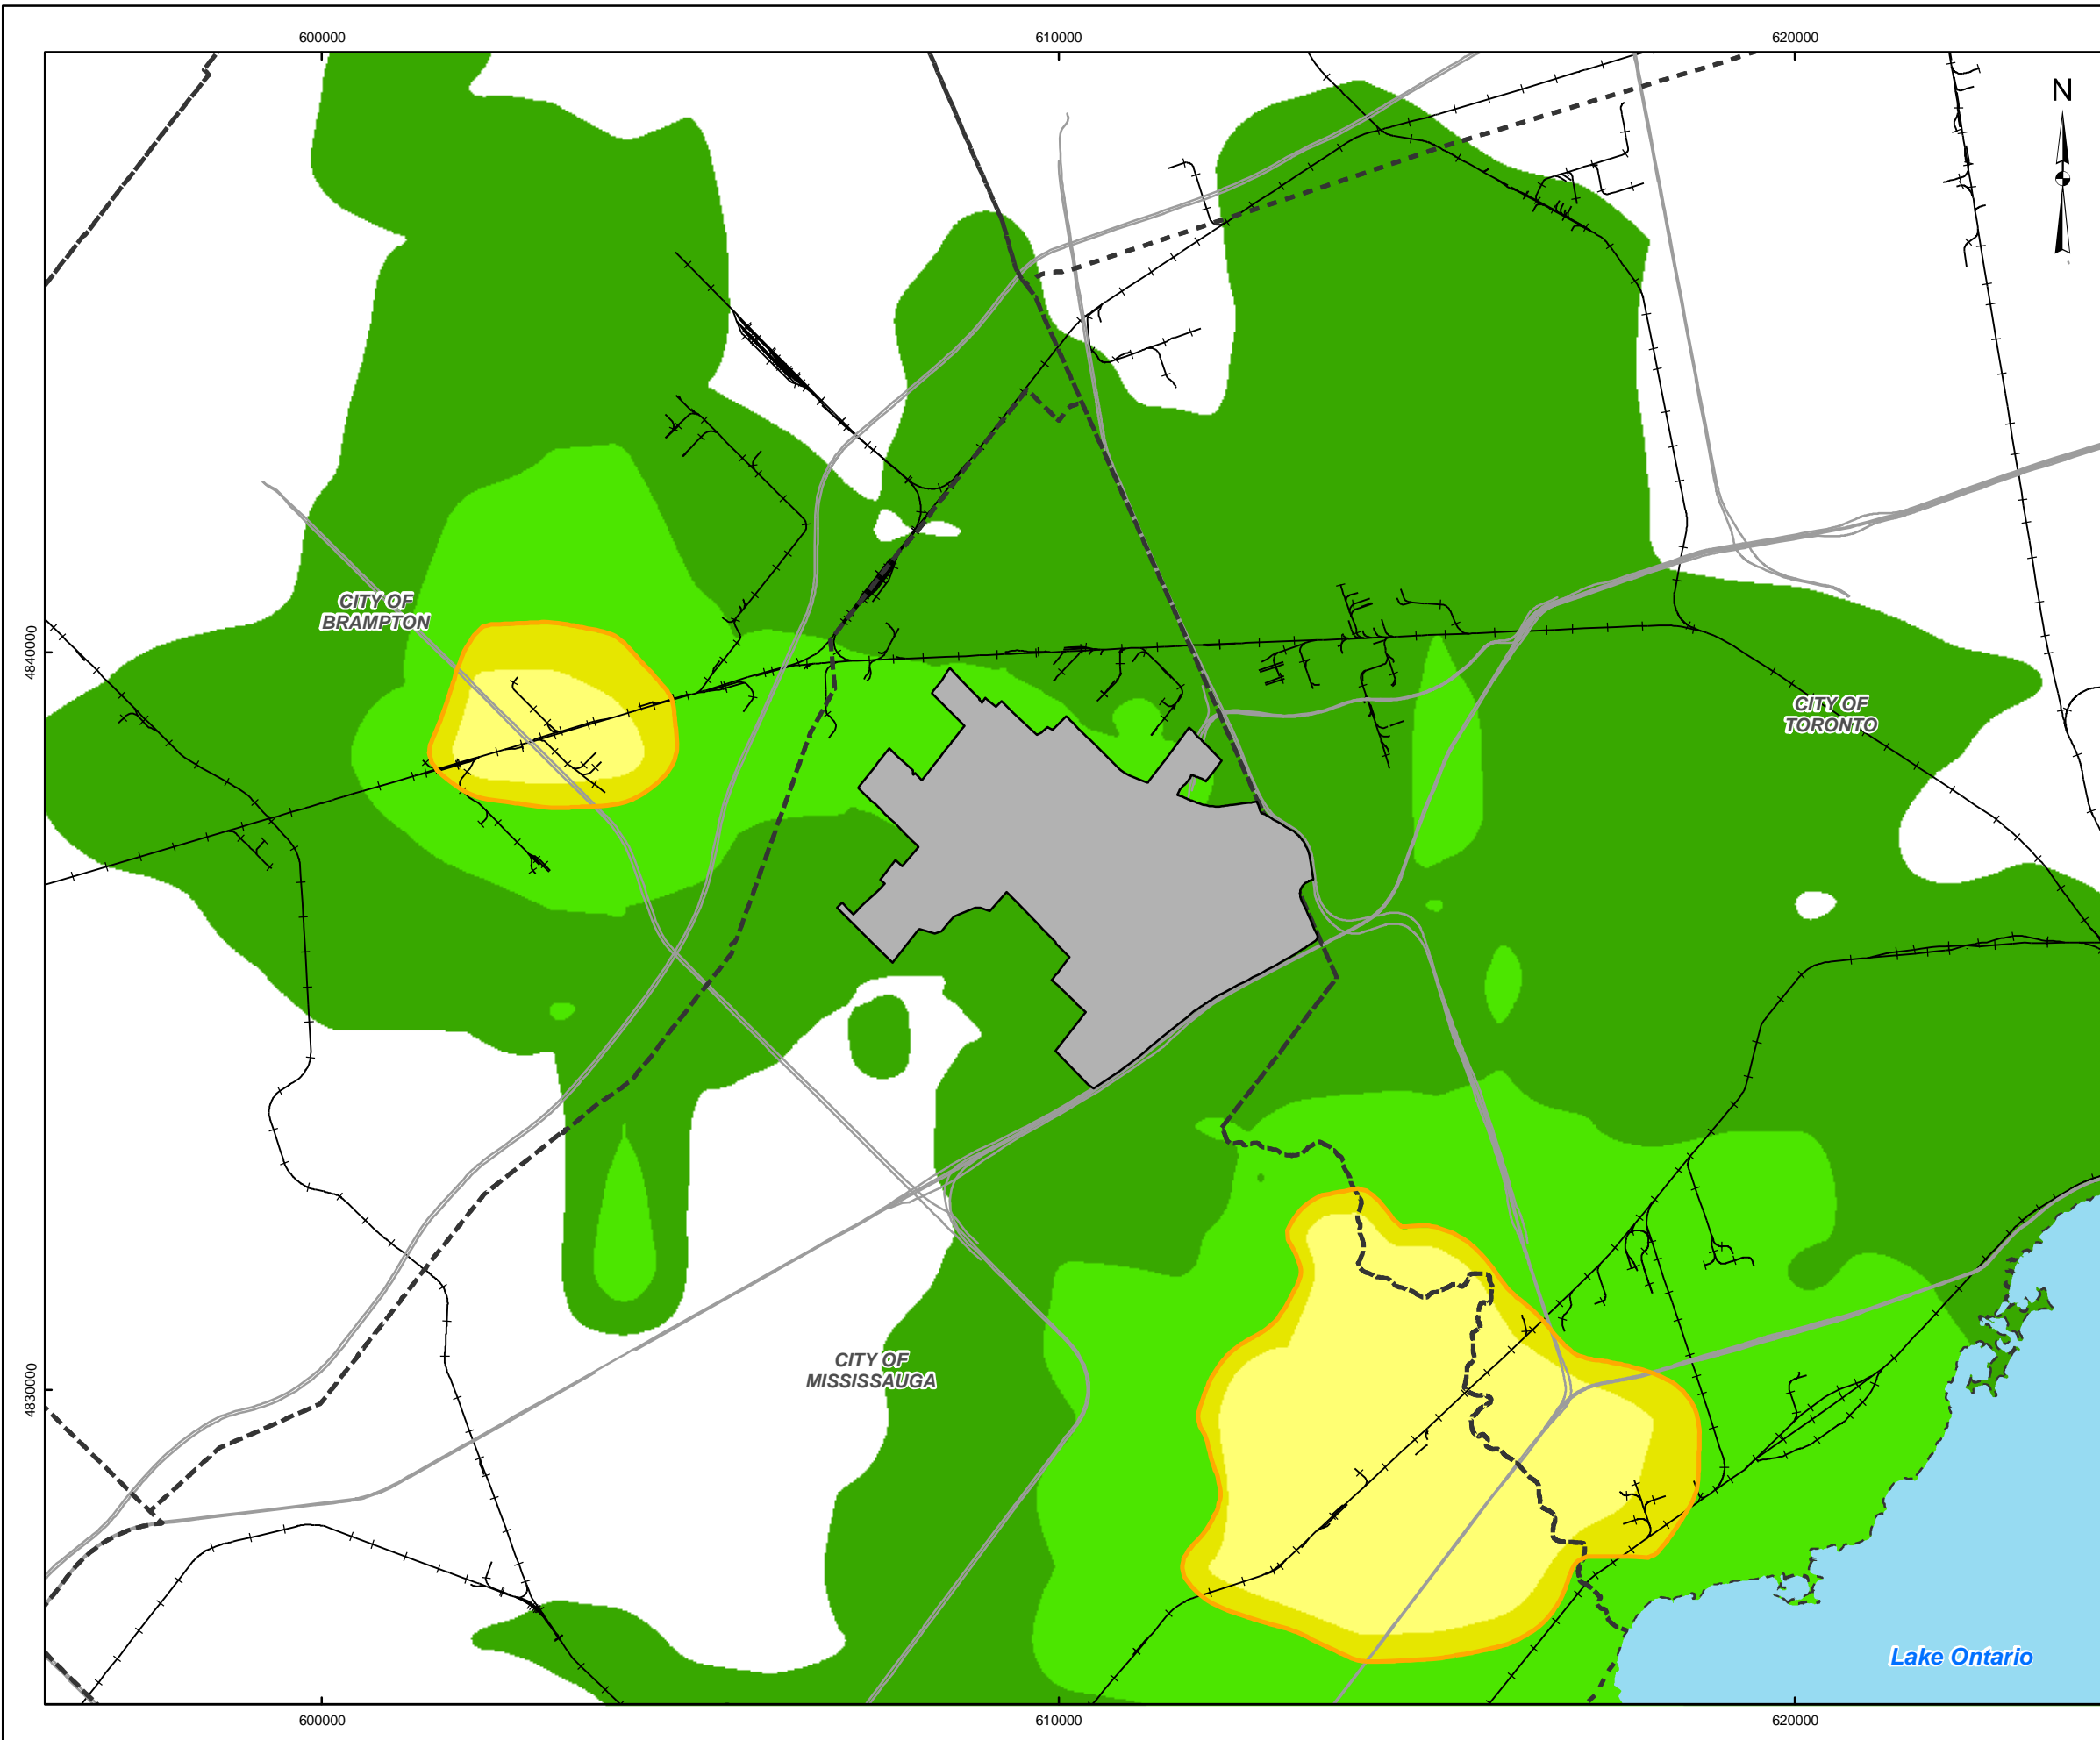 600000
610000
620000
N
4840000
CITY OF
BRAMPTON
CITY OF
TORONTO
CITY OF
MISSISSAUGA
4830000
Lake Ontario
600000
610000
620000